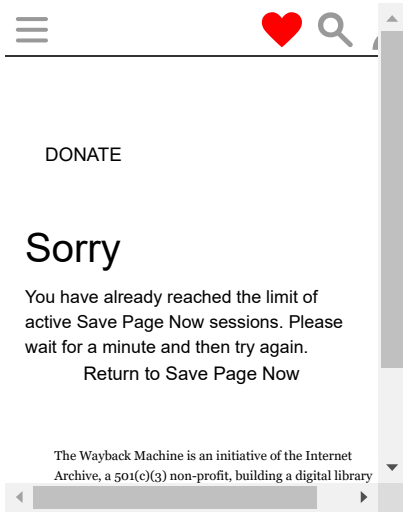 DONATE
Sorry
You have already reached the limit of
active Save Page Now sessions. Please
wait for a minute and then try again.
Return to Save Page Now
The Wayback Machine is an initiative of the Internet
Archive, a 501(c)(3) non-profit, building a digital library